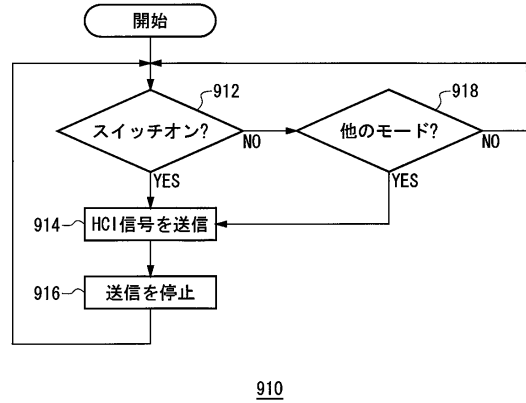 開始
912
スイッチオン?
NO
YES
918
他のモード?
NO
YES
914
HCI信号を送信
916
送信を停止
910